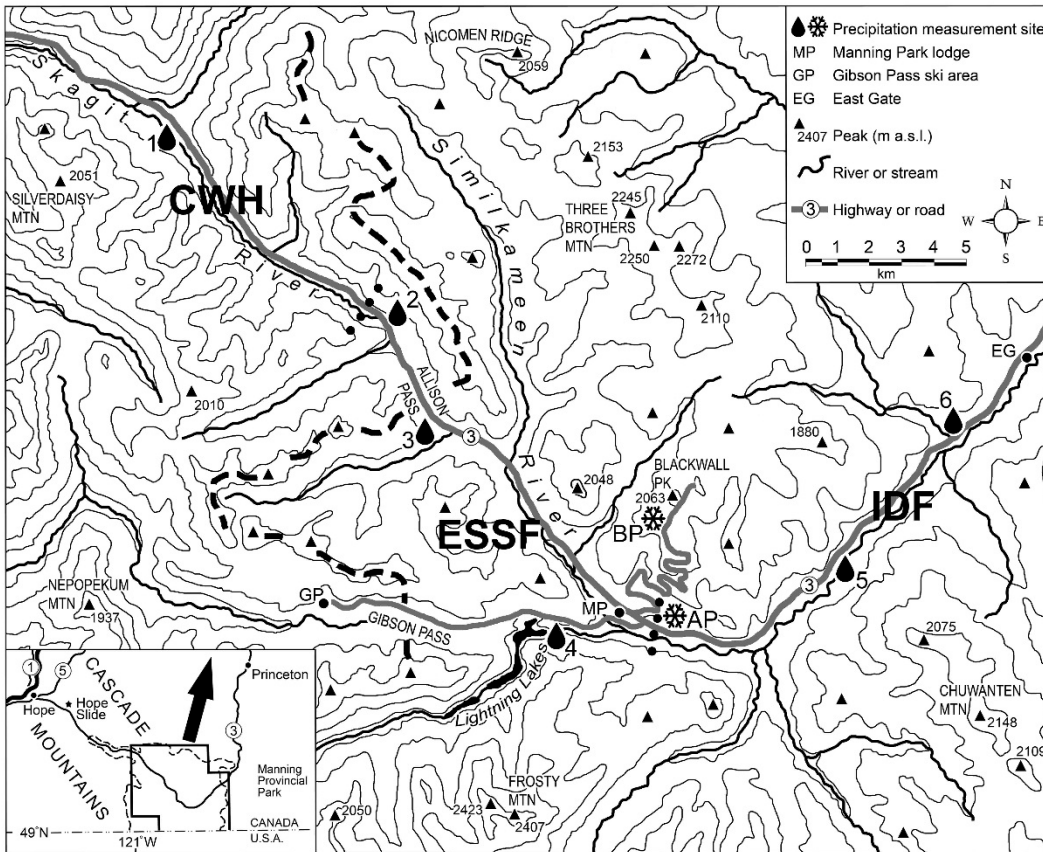 NICOMEN RIDGE
2059
Skagit
1
2051
SILVERDAISY
MTN
CWH
River
Similkameen
2153
2245
THREE
BROTHERS
MTN
2250
2272
2110
2
2010
ALLISON
PASS
3
3
River
2048
BLACKWALL
PK
2063
BP
1880
EG
6
IDF
ESSF
5
3
NEPOPEKUM
MTN
1937
GP
GIBSON PASS
MP
AP
4
Lightning Lakes
2075
CHUWANTEN
MTN
2148
2109
FROSTY
MTN
2423
2407
2050
Precipitation measurement site
MP Manning Park lodge
GP Gibson Pass ski area
EG East Gate
2407 Peak (m a.s.l.)
River or stream
3 Highway or road
N
W E
S
0 1 2 3 4 5
km
1
5
Hope
Hope
Slide
CASCADE
MOUNTAINS
Princeton
3
Manning
Provincial
Park
49°N
121°W
CANADA
U.S.A.